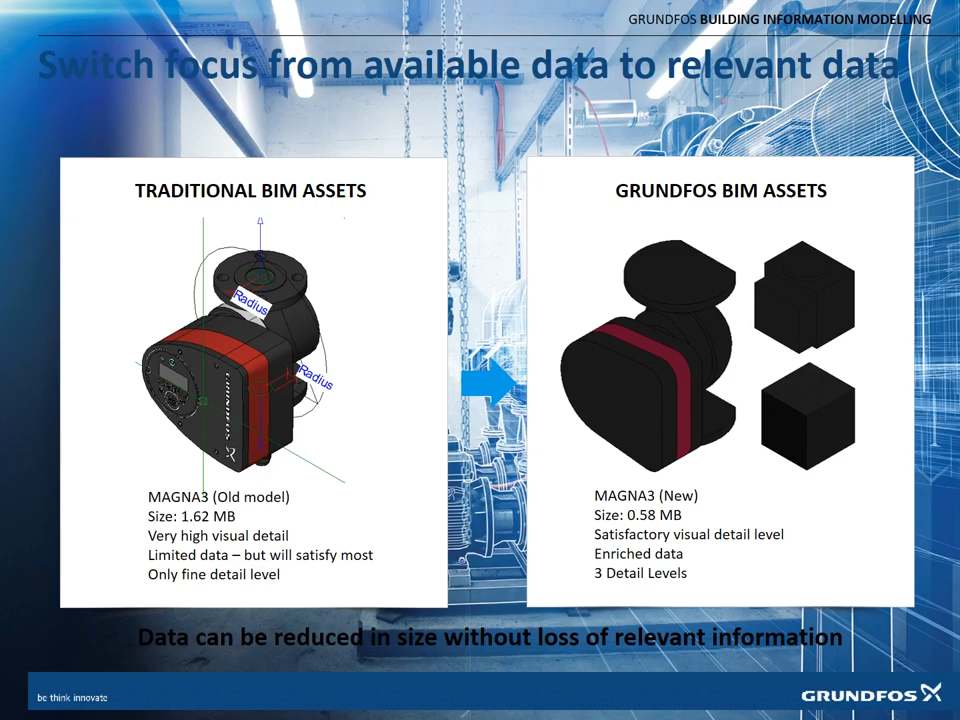 GRUNDFOS BUILDING INFORMATION MODELLING
Switch focus from available data to relevant data
TRADITIONAL BIM ASSETS
Radius
Radius
GRUNDFOS
MAGNA3 (Old model)
Size: 1.62 MB
Very high visual detail
Limited data – but will satisfy most
Only fine detail level
GRUNDFOS BIM ASSETS
MAGNA3 (New)
Size: 0.58 MB
Satisfactory visual detail level
Enriched data
3 Detail Levels
Data can be reduced in size without loss of relevant information
be think innovate
GRUNDFOS